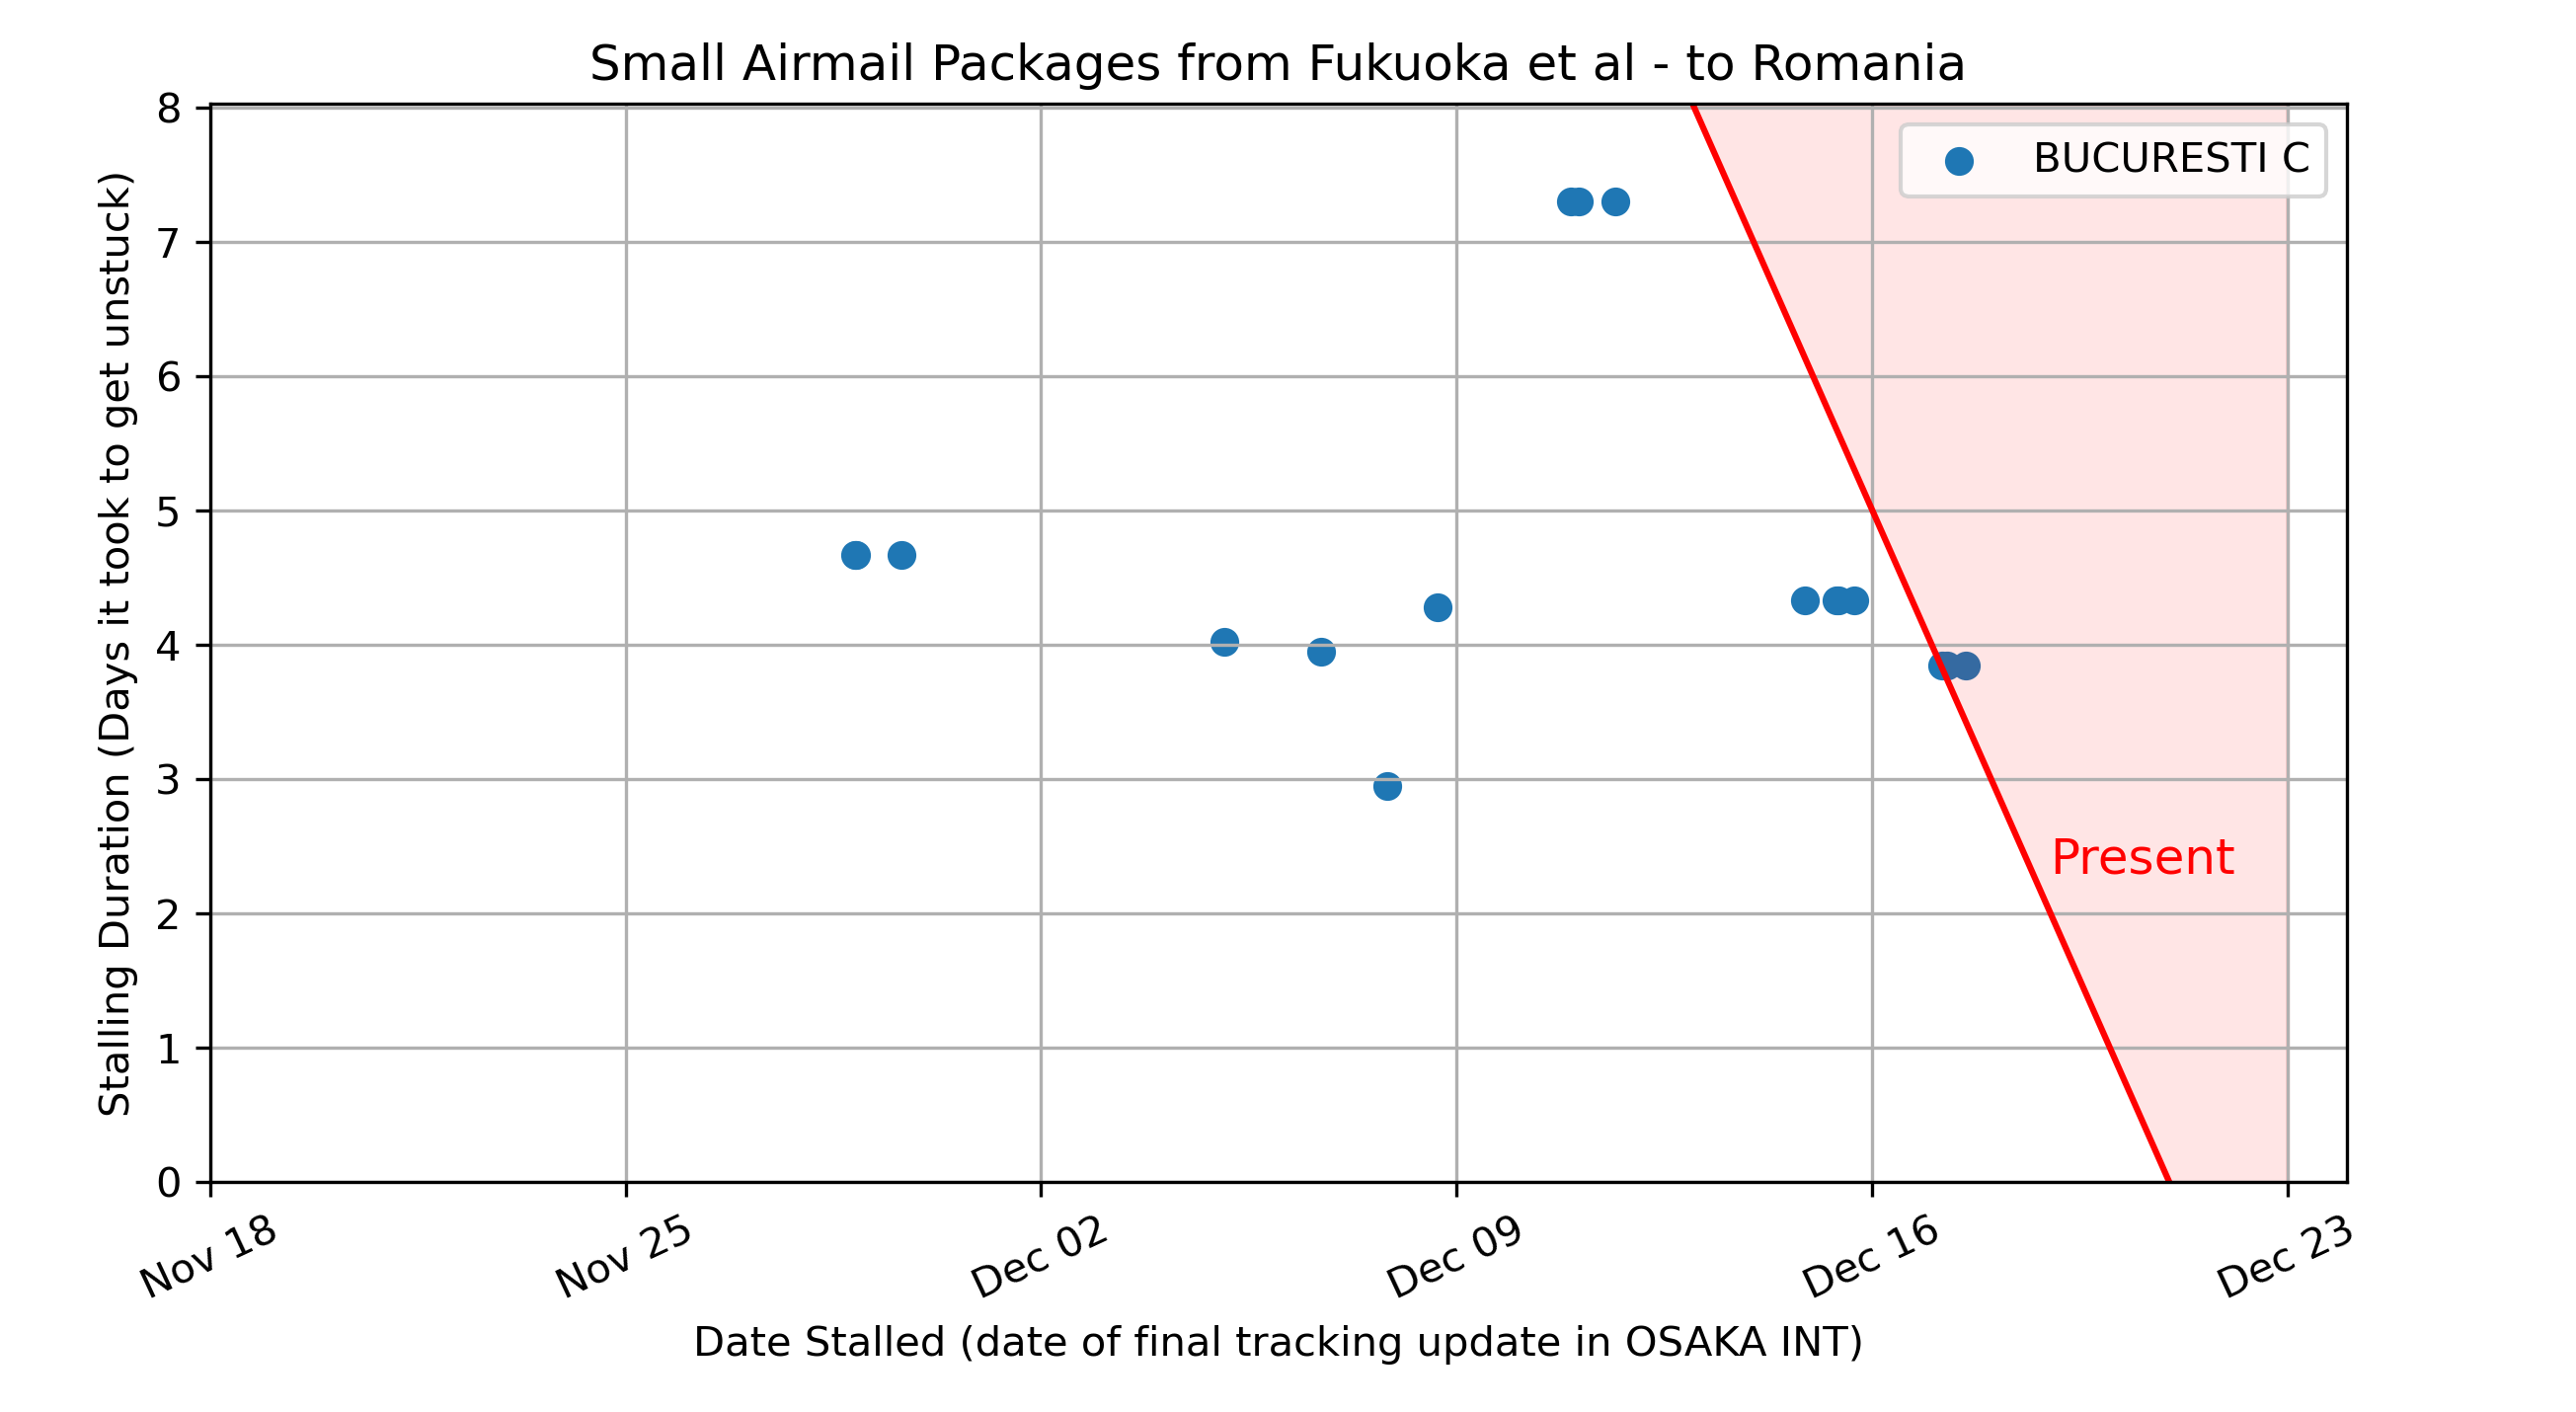 Small Airmail Packages from Fukuoka et al - to Romania
BUCURESTI C
Stalling Duration (Days it took to get unstuck)
8
7
6
5
4
3
2
1
0
Present
Nov 18
Nov 25
Dec 02
Dec 09
Dec 16
Dec 23
Date Stalled (date of final tracking update in OSAKA INT)